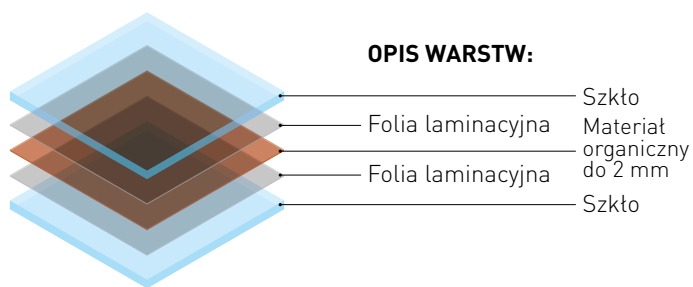 OPIS WARSTW:
Szkło
Folia laminacyjna
Materiał
organiczny
do 2 mm
Folia laminacyjna
Szkło